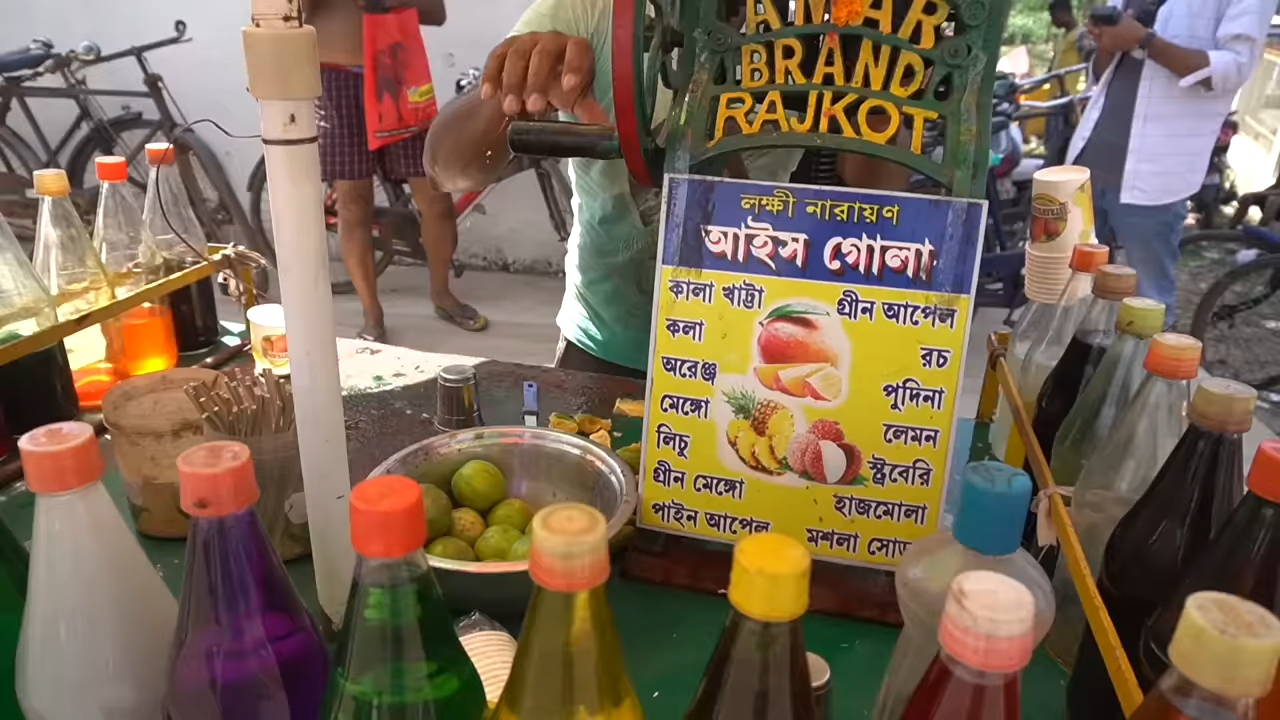 AMAR
BRAND
RAJKOT
লক্ষী নারায়ণ
আইস গোলা
কালা খাট্টা
কলা
অরেঞ্জ
মেঙ্গো
লিচু
গ্রীন মেঙ্গো
পাইন আপেল
গ্রীন আপেল
রচ
পুদিনা
লেমন
স্ট্রবেরি
হাজমোলা
মশলা